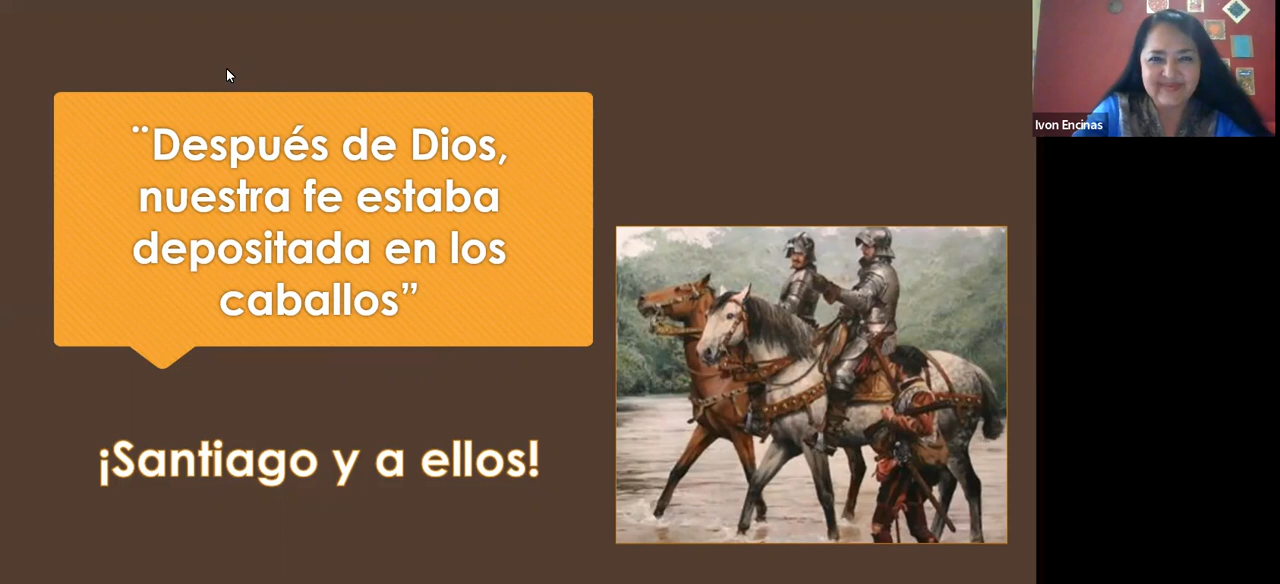 ¨Después de Dios,
nuestra fe estaba
depositada en los
caballos”
¡Santiago y a ellos!
Ivon Encinas